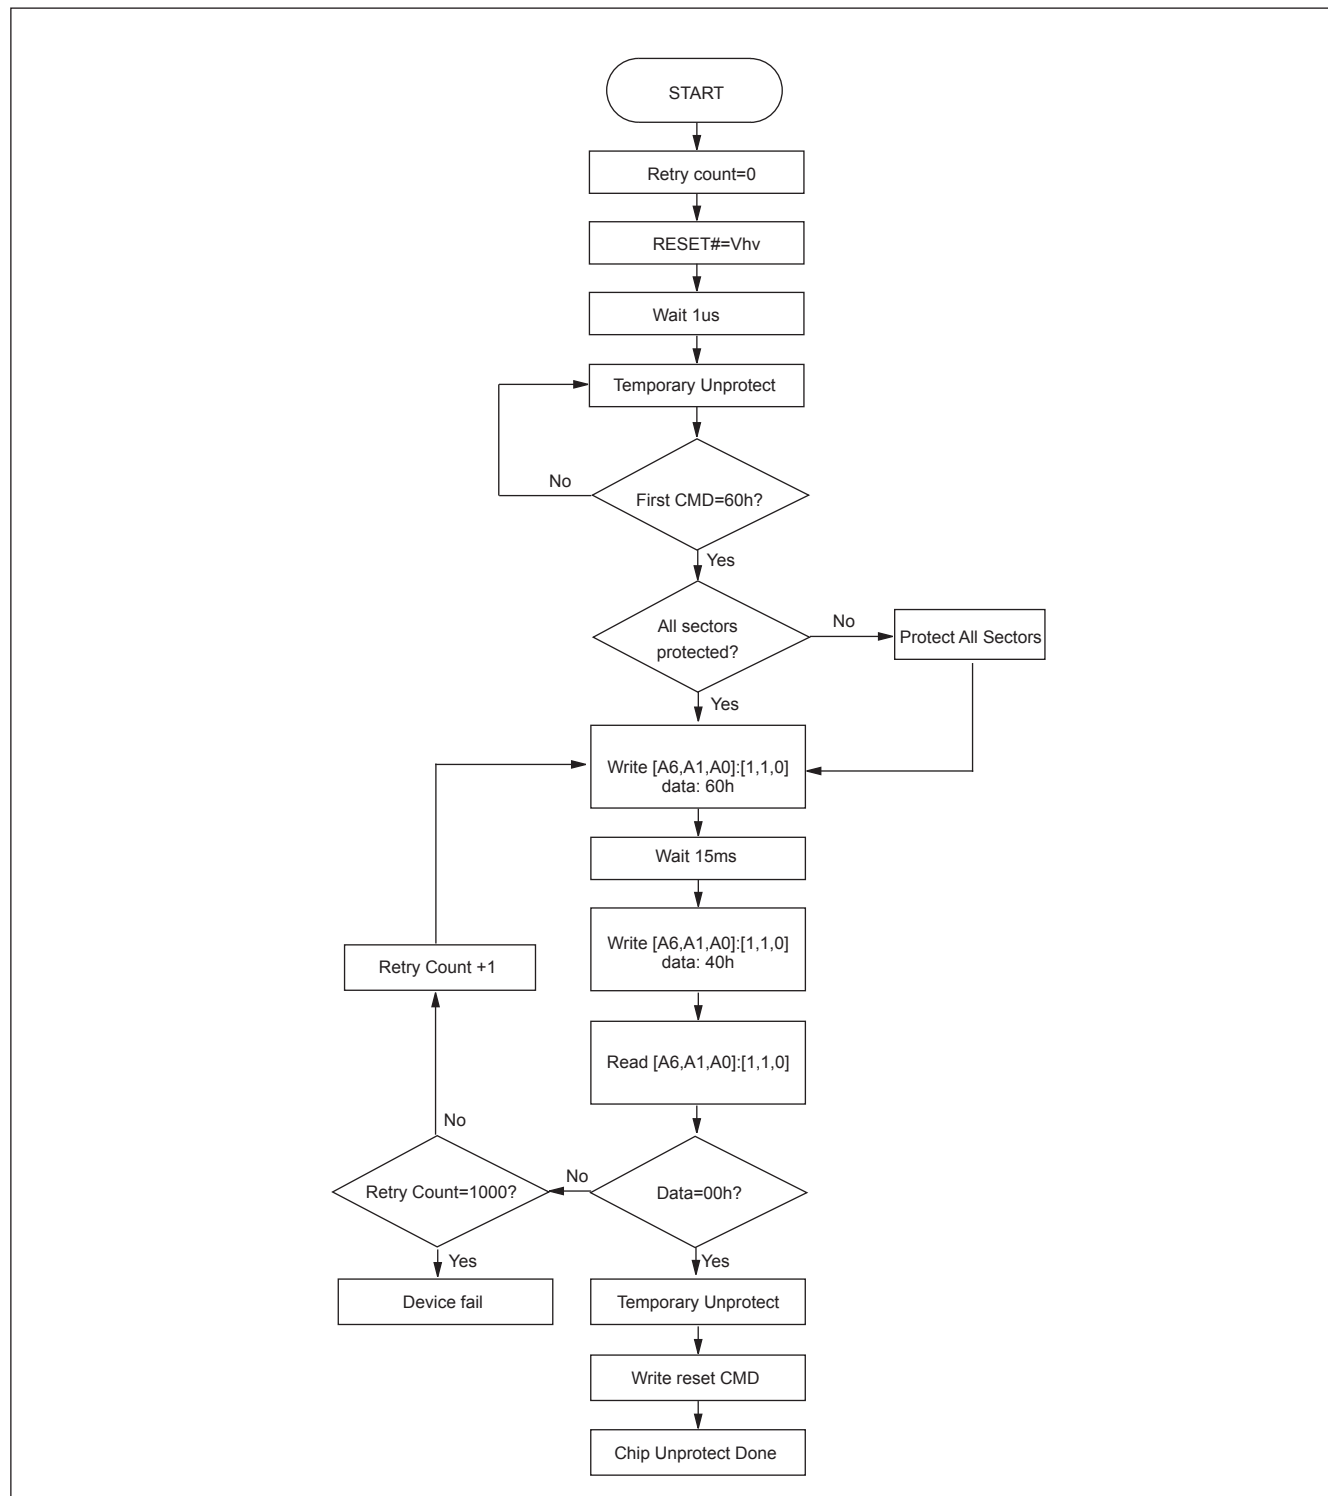 START
Retry count=0
RESET#=Vhv
Wait 1us
Temporary Unprotect
No
First CMD=60h?
Yes
All sectors
protected?
No
Protect All Sectors
Yes
Write [A6,A1,A0]:[1,1,0]
data: 60h
Wait 15ms
Write [A6,A1,A0]:[1,1,0]
data: 40h
Retry Count +1
Read [A6,A1,A0]:[1,1,0]
No
Retry Count=1000?
No
Data=00h?
Yes
Yes
Device fail
Temporary Unprotect
Write reset CMD
Chip Unprotect Done